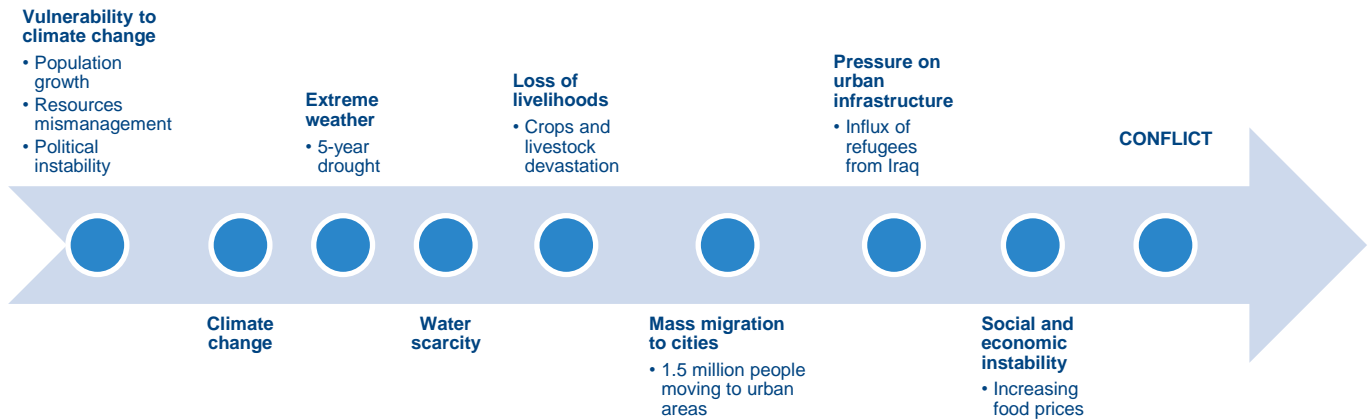 Vulnerability to
climate change
• Population
growth
• Resources
mismanagement
• Political
instability
Climate
change
Extreme
weather
• 5-year
drought
Water
scarcity
Loss of
livelihoods
• Crops and
livestock
devastation
Mass migration
to cities
• 1.5 million people
moving to urban
areas
Pressure on
urban
infrastructure
• Influx of
refugees
from Iraq
Social and
economic
instability
• Increasing
food prices
CONFLICT